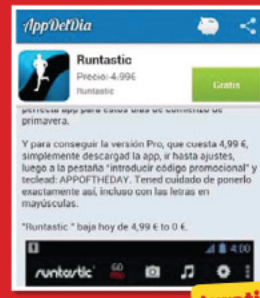 AppDelDia
Runtastic
Precio: 4.99€
Runtastic
Gratis
perfecta app para estos días de comienzo de
primavera.
Y para conseguir la versión Pro, que cuesta 4,99 €,
simplemente descargad la app, ir hasta ajustes,
luego a la pestaña "introducir código promocional" y
teclead: APPOFTHEDAY. Tened cuidado de ponerlo
exactamente así, incluso con las letras en
mayúsculas.
"Runtastic " baja hoy de 4,99 € to 0 €.
4:00
runtastic GO